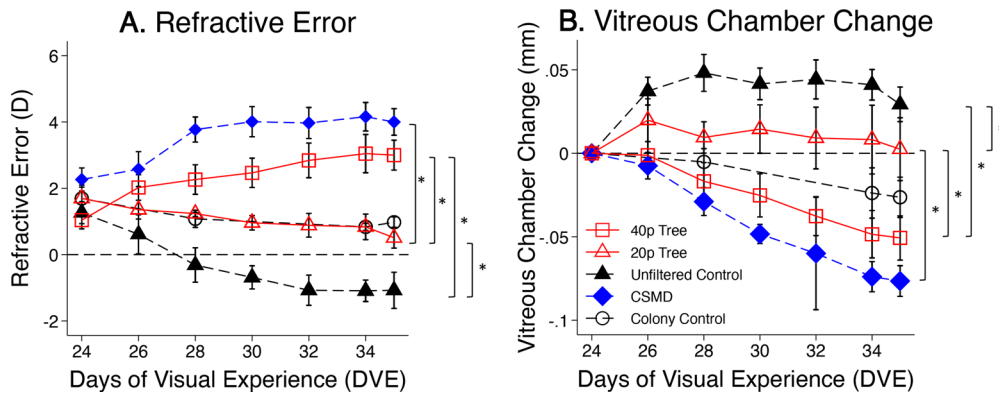 A. Refractive Error
Refractive Error (D)
6
4
2
0
-2
24 26 28 30 32 34
Days of Visual Experience (DVE)
*
*
*
*
B. Vitreous Chamber Change
Vitreous Chamber Change (mm)
.05
0
-.05
-.1
40p Tree
20p Tree
Unfiltered Control
CSMD
Colony Control
24 26 28 30 32 34
Days of Visual Experience (DVE)
*
*
*